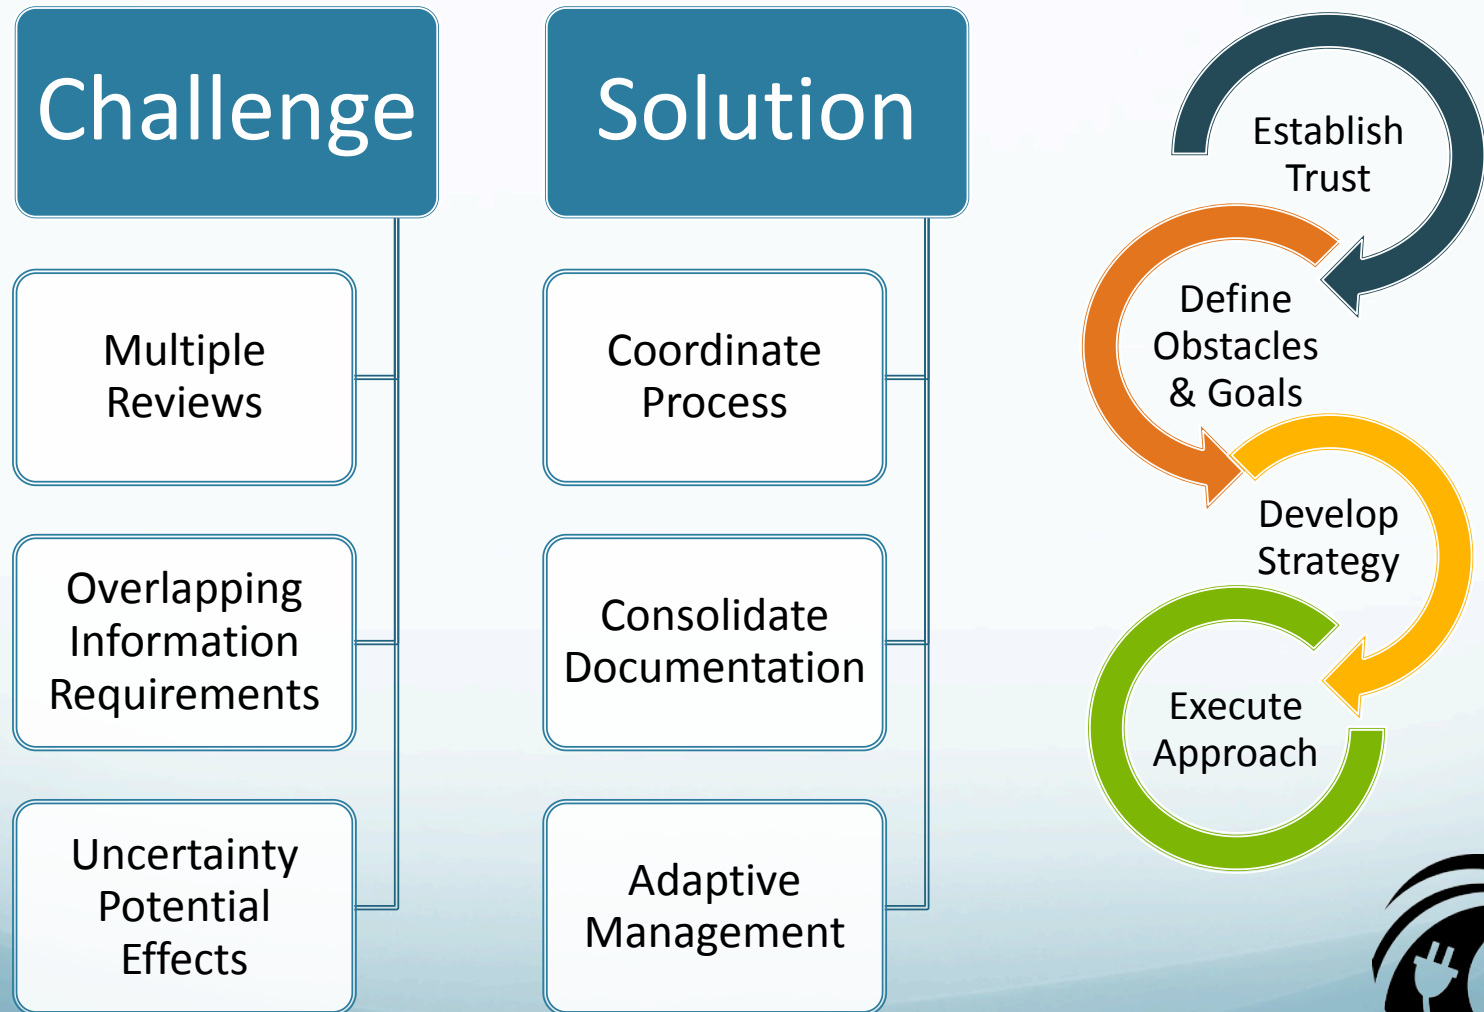 Challenge
Multiple
Reviews
Overlapping
Information
Requirements
Uncertainty
Potential
Effects
Solution
Coordinate
Process
Consolidate
Documentation
Adaptive
Management
Establish
Trust
Define
Obstacles
& Goals
Develop
Strategy
Execute
Approach